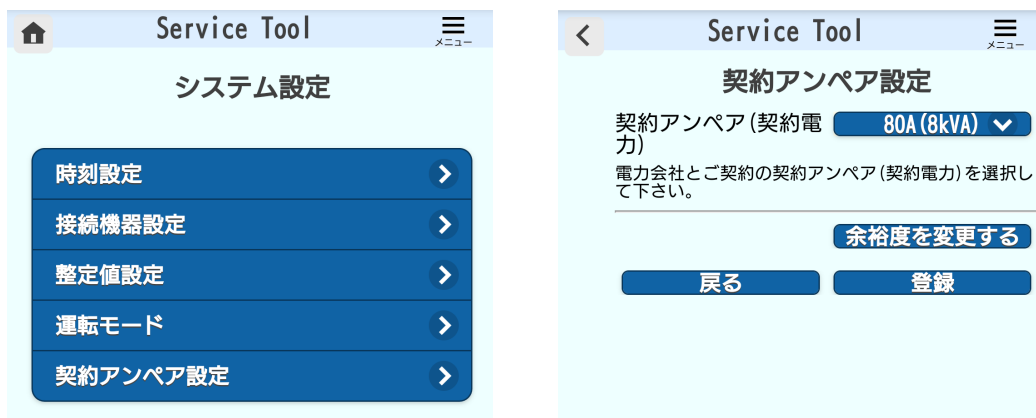 Service Tool
メニュー
システム設定
時刻設定
接続機器設定
整定値設定
運転モード
契約アンペア設定
Service Tool
メニュー
契約アンペア設定
契約アンペア(契約電
力)
80A(8kVA)
電力会社とご契約の契約アンペア(契約電力)を選択し
て下さい。
余裕度を変更する
戻る
登録